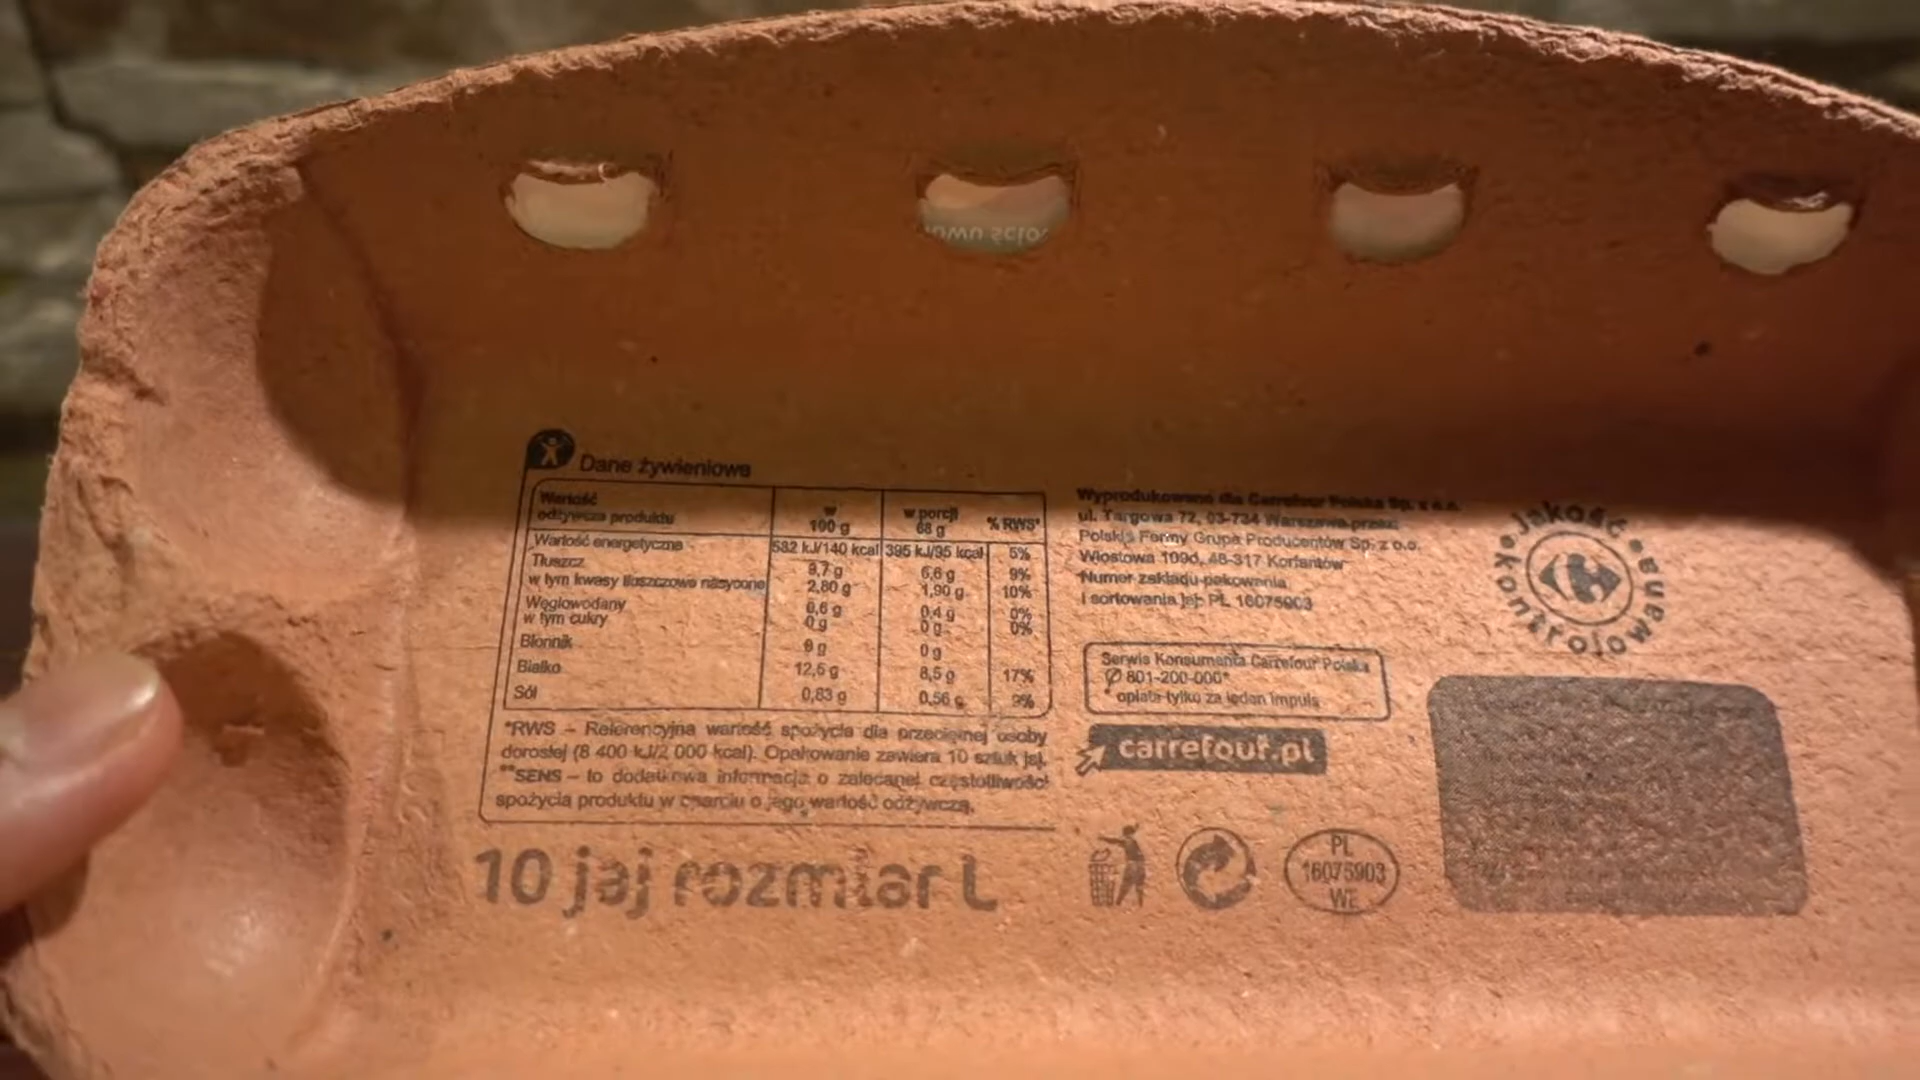 Dane żywieniowe
Wartość odżywcza produktu | w 100 g | w porcji 68 g | % RWS*
Wartość energetyczna 582 kJ/140 kcal 395 kJ/95 kcal 5%
Tłuszcz 9,7 g 6,6 g 9%
w tym kwasy tłuszczowe nasycone 2,80 g 1,90 g 10%
Węglowodany 0,6 g 0,4 g 0%
w tym cukry 0 g 0 g 0%
Błonnik 0 g 0 g
Białko 12,6 g 8,5 g 17%
Sól 0,83 g 0,56 g 9%
*RWS – Referencyjna wartość spożycia dla przeciętnej osoby
dorosłej (8 400 kJ/2 000 kcal). Opakowanie zawiera 10 sztuk jaj.
**SENS – to dodatkowa informacja o zalecanej częstotliwości
spożycia produktu w oparciu o jego wartość odżywczą.
10 jaj rozmiar L
Wyprodukowano dla Carrefour Polska Sp. z o.o.
ul. Targowa 72, 03-734 Warszawa przez:
Polskie Fermy Grupa Producentów Sp. z o.o.
Włostowa 109d, 48-317 Korfantów
Numer zakładu pakowania
i sortowania jaj: PL 16075903
Serwis Konsumenta Carrefour Polska
801-200-000*
* opłata tylko za jeden impuls
carrefour.pl
PL
16075903
WE
jakość
kontrolowana